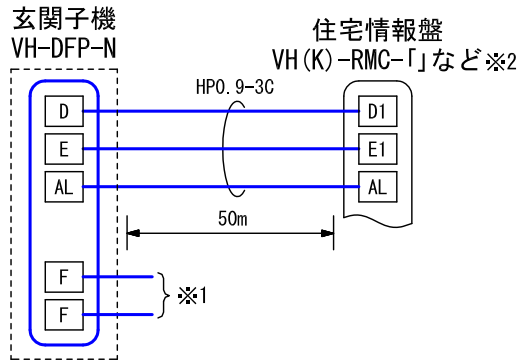 玄関子機
VH-DFP-N
住宅情報盤
VH(K)-RMC-「」など※2
HP0.9-3C
D
D1
E
E1
AL
AL
50m
F
※1
F